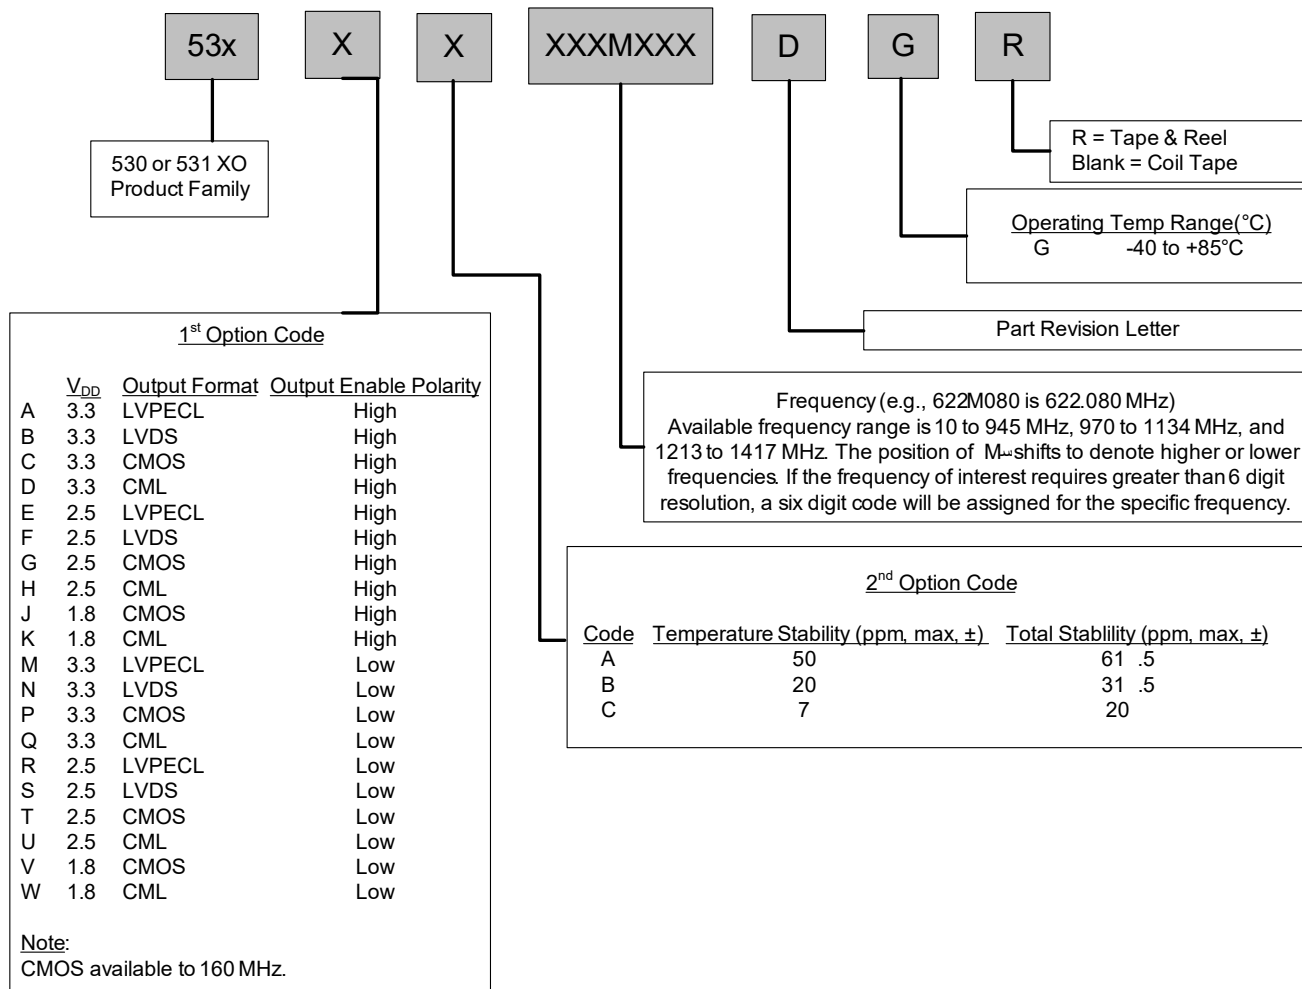 53x X X XXXMXXX D G R
530 or 531 XO
Product Family
R = Tape & Reel
Blank = Coil Tape
Operating Temp Range(°C)
G -40 to +85°C
Part Revision Letter
Frequency (e.g., 622M080 is 622.080 MHz)
Available frequency range is 10 to 945 MHz, 970 to 1134 MHz, and
1213 to 1417 MHz. The position of M shifts to denote higher or lower
frequencies. If the frequency of interest requires greater than 6 digit
resolution, a six digit code will be assigned for the specific frequency.
1st Option Code
VDD Output Format Output Enable Polarity
A 3.3 LVPECL High
B 3.3 LVDS High
C 3.3 CMOS High
D 3.3 CML High
E 2.5 LVPECL High
F 2.5 LVDS High
G 2.5 CMOS High
H 2.5 CML High
J 1.8 CMOS High
K 1.8 CML High
M 3.3 LVPECL Low
N 3.3 LVDS Low
P 3.3 CMOS Low
Q 3.3 CML Low
R 2.5 LVPECL Low
S 2.5 LVDS Low
T 2.5 CMOS Low
U 2.5 CML Low
V 1.8 CMOS Low
W 1.8 CML Low
Note:
CMOS available to 160 MHz.
2nd Option Code
Code Temperature Stability (ppm, max, ±) Total Stablility (ppm, max, ±)
A 50 61 .5
B 20 31 .5
C 7 20